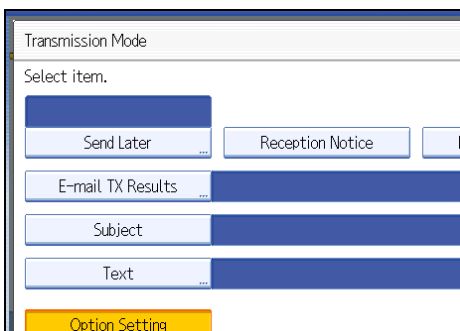 Transmission Mode
Select item.
Send Later ... Reception Notice
E-mail TX Results ...
Subject
Text ...
Option Setting